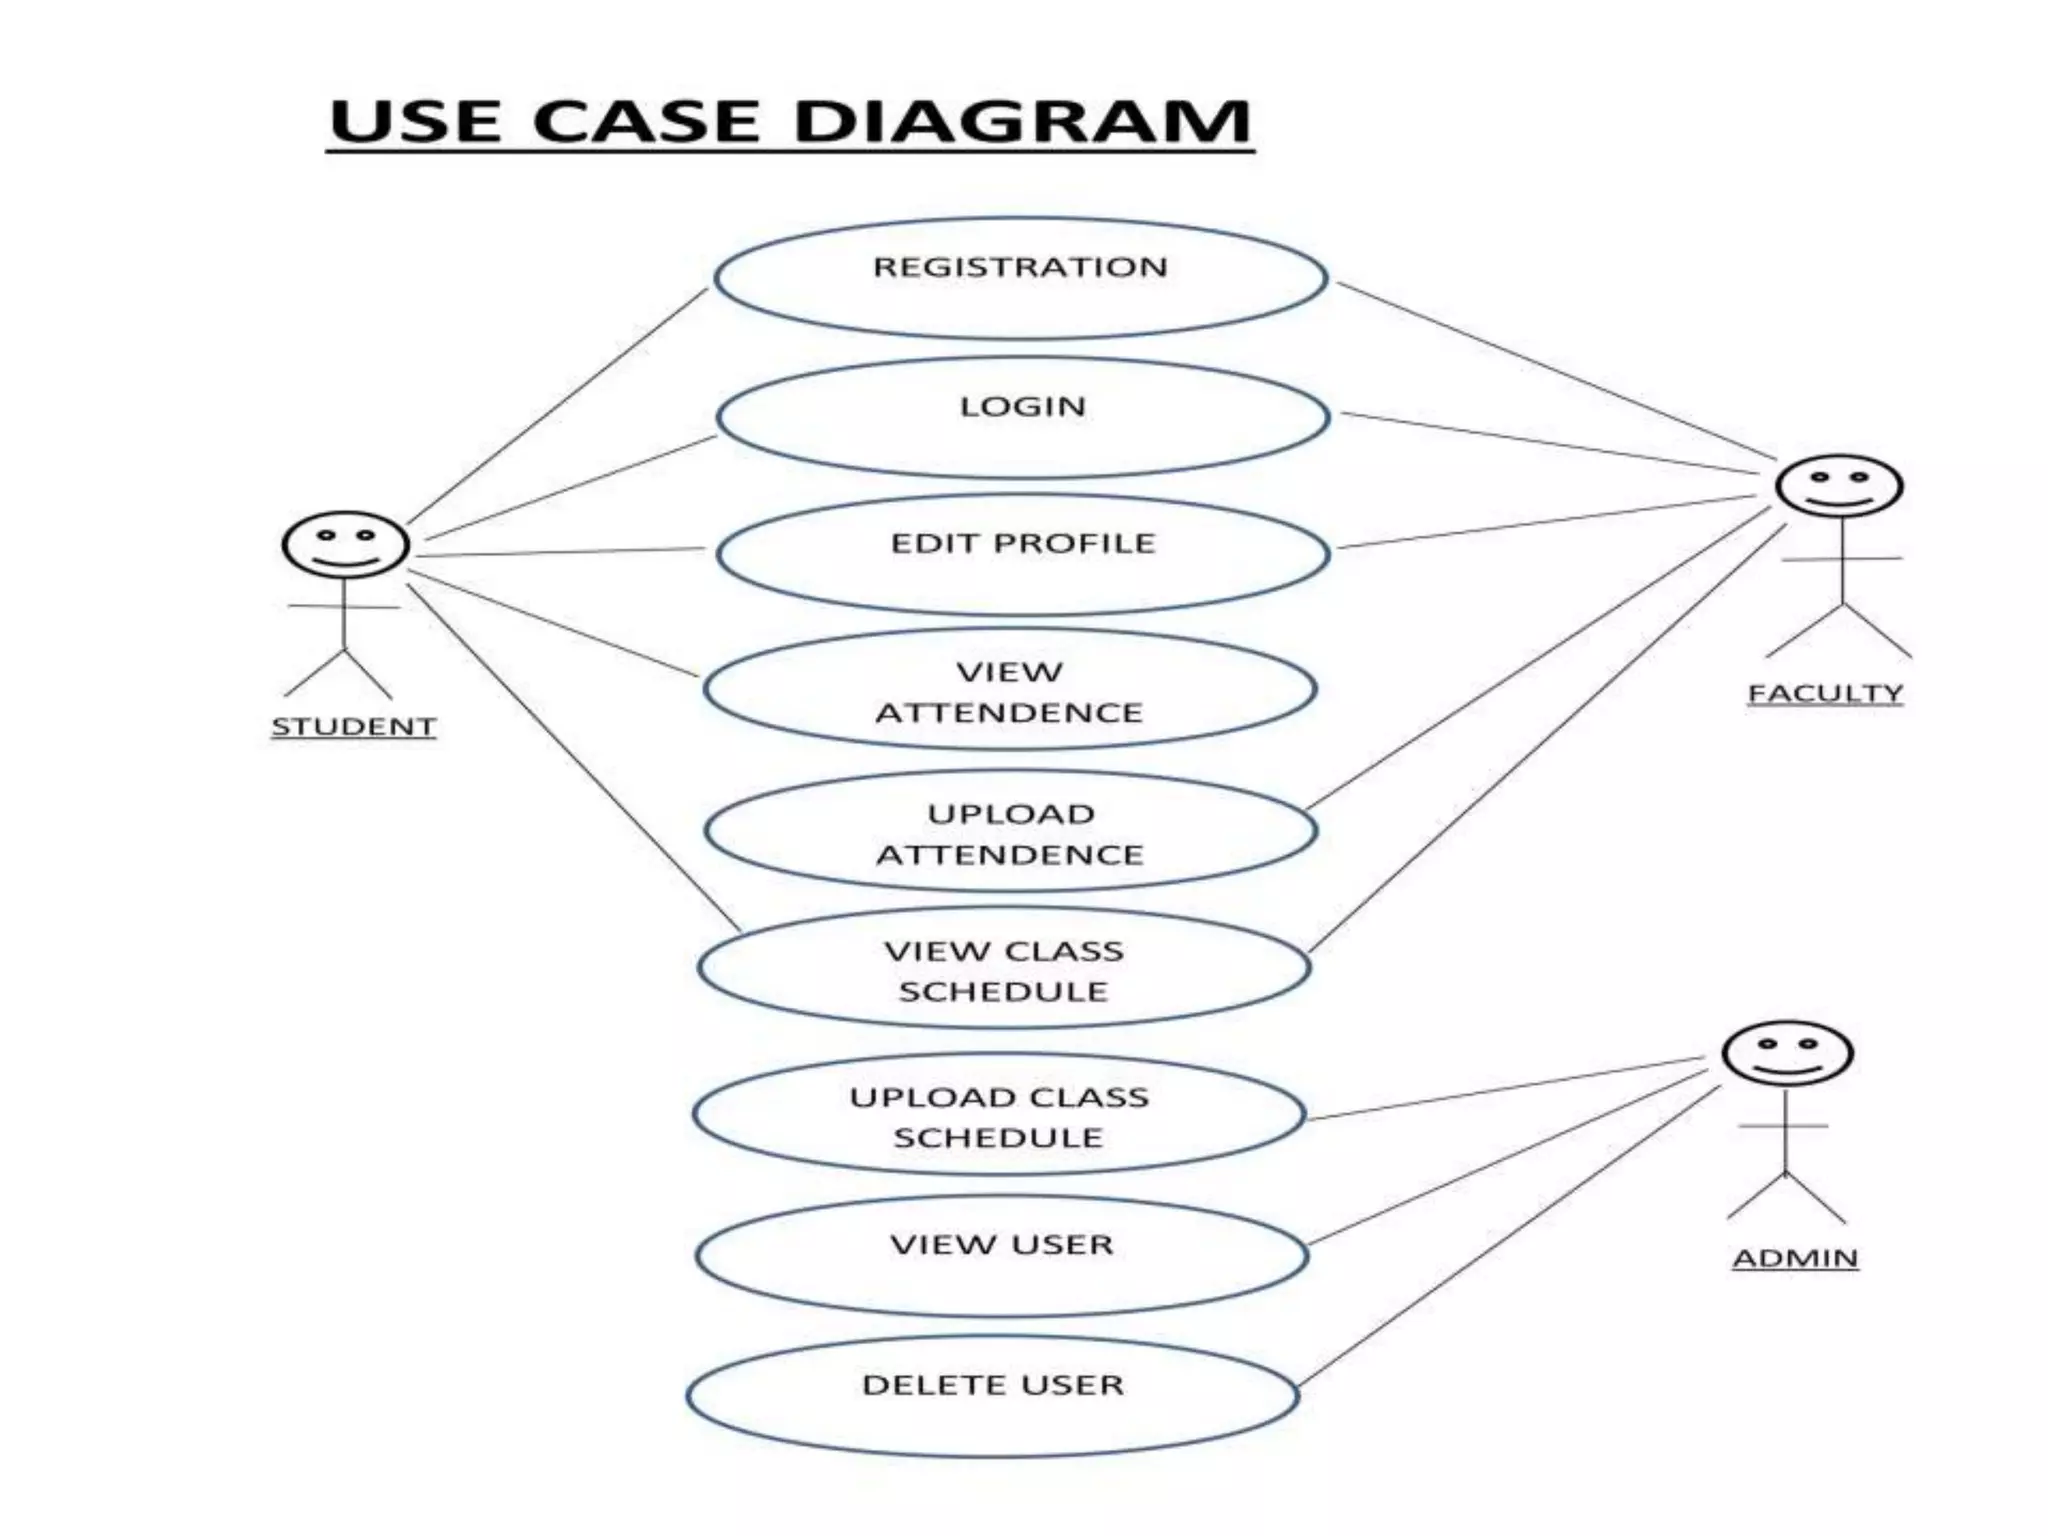 USE CASE DIAGRAM
REGISTRATION
LOGIN
EDIT PROFILE
VIEW
ATTENDENCE
STUDENT
FACULTY
UPLOAD
ATTENDENCE
VIEW CLASS
SCHEDULE
UPLOAD CLASS
SCHEDULE
VIEW USER
ADMIN
DELETE USER